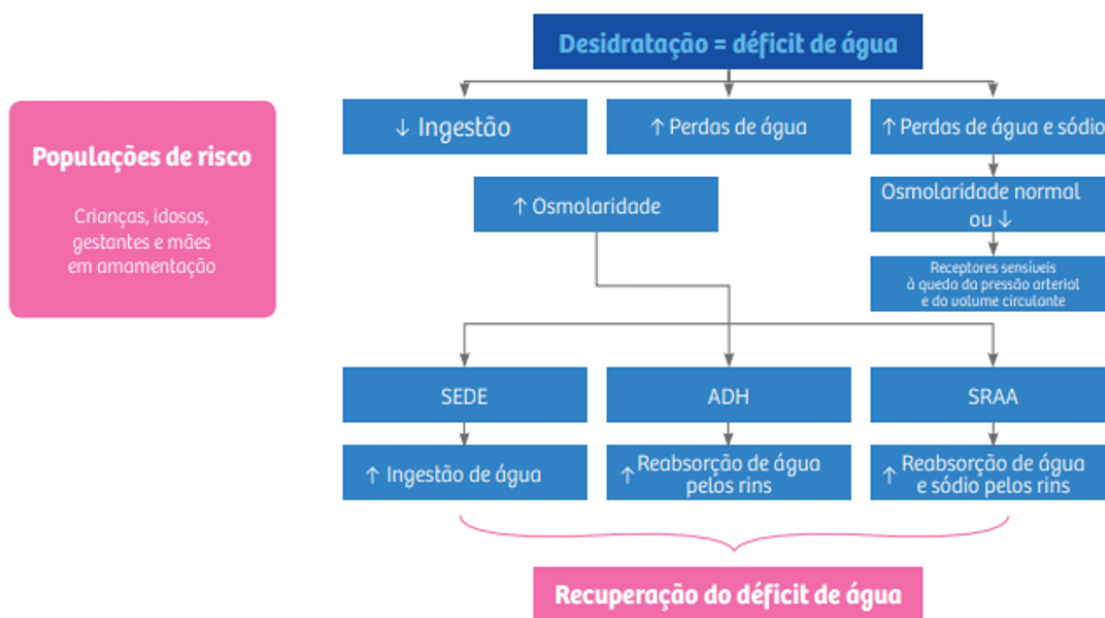 Desidratação = déficit de água
Populações de risco
Crianças, idosos,
gestantes e mães
em amamentação
↓ Ingestão
↑ Perdas de água
↑ Perdas de água e sódio
↑ Osmolaridade
Osmolaridade normal
ou ↓
Receptores sensíveis
à queda da pressão arterial
e do volume circulante
SEDE
ADH
SRAA
↑ Ingestão de água
↑ Reabsorção de água
pelos rins
↑ Reabsorção de água
e sódio pelos rins
Recuperação do déficit de água